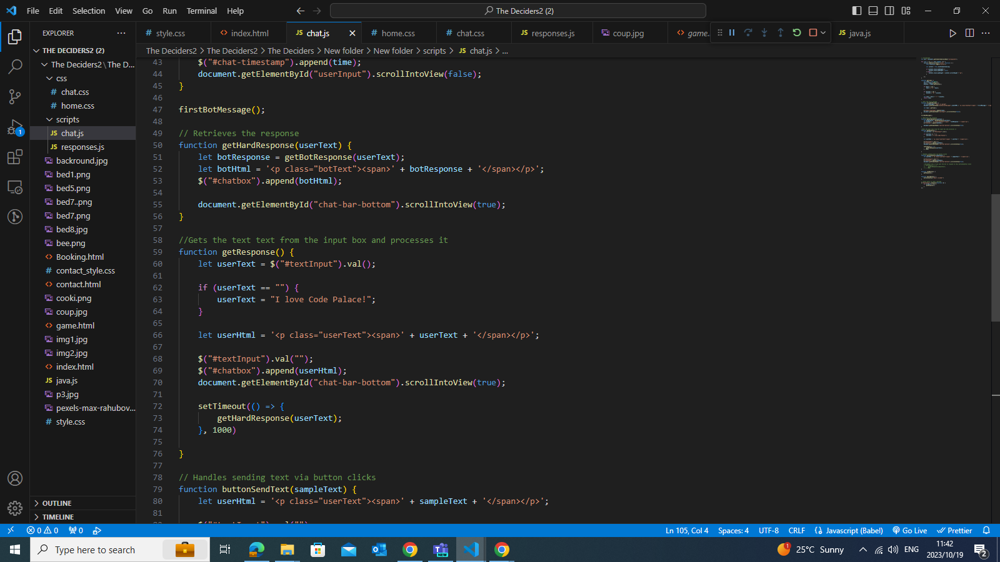 File Edit Selection View Go Run Terminal Help
The Deciders2 (2)
EXPLORER
style.css
index.html
chat.js
home.css
chat.css
responses.js
coup.jpg
game.
java.js
The Deciders2 > The Deciders2 > The Deciders > New folder > New folder > scripts > JS chat.js > ...
THE DECIDERS2 (2)
The Deciders2 \ The D...
css
chat.css
home.css
scripts
chat.js
responses.js
backround.jpg
bed1.png
bed5.png
bed7..png
bed7.png
bed8.jpg
bee.png
Booking.html
contact_style.css
contact.html
cooki.png
coup.jpg
game.html
img1.jpg
img2.jpg
index.html
java.js
p3.jpg
pexels-max-rahubov...
style.css
OUTLINE
TIMELINE
43 $("#chat-timestamp").append(time);
44 document.getElementById("userInput").scrollIntoView(false);
45 }
46
47 firstBotMessage();
48
49 // Retrieves the response
50 function getHardResponse(userText) {
51 let botResponse = getBotResponse(userText);
52 let botHtml = '<p class="botText"><span>' + botResponse + '</span></p>';
53 $("#chatbox").append(botHtml);
54
55 document.getElementById("chat-bar-bottom").scrollIntoView(true);
56 }
57
58 //Gets the text text from the input box and processes it
59 function getResponse() {
60 let userText = $("#textInput").val();
61
62 if (userText == "") {
63 userText = "I love Code Palace!";
64 }
65
66 let userHtml = '<p class="userText"><span>' + userText + '</span></p>';
67
68 $("#textInput").val("");
69 $("#chatbox").append(userHtml);
70 document.getElementById("chat-bar-bottom").scrollIntoView(true);
71
72 setTimeout(() => {
73 getHardResponse(userText);
74 }, 1000)
75
76 }
77
78 // Handles sending text via button clicks
79 function buttonSendText(sampleText) {
80 let userHtml = '<p class="userText"><span>' + sampleText + '</span></p>';
81
0 0 0
Ln 105, Col 4 Spaces: 4 UTF-8 CRLF Javascript (Babel) Go Live Prettier
Type here to search
25°C Sunny
ENG
11:42
2023/10/19
2